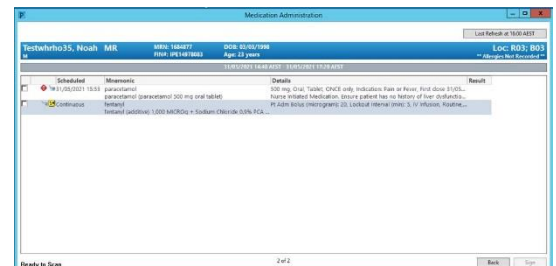 Medication Administration
Last Refresh at 16:00 AEST
Testwhrho35, Noah MR
MRN: 1684877
DOB: 03/03/1998
Loc: R03; B03
M
FIN#: IPE14978683
Age: 23 years
** Allergies Not Recorded **
31/05/2021 14:40 AEST - 31/05/2021 17:20 AEST
Scheduled Mnemonic Details Result
31/05/2021 15:53 paracetamol 500 mg, Oral, Tablet, ONCE only, Indication: Pain or Fever, First dose 31/05...
paracetamol (paracetamol 500 mg oral tablet) Nurse Initiated Medication. Ensure patient has no history of liver dysfunctio...
Continuous fentanyl Pt Adm Bolus (microgram): 20, Lockout Interval (min): 5, IV Infusion, Routine,...
fentanyl (additive) 1,000 MICROg + Sodium Chloride 0.9% PCA ...
Ready to Scan 2 of 2 Back Sign